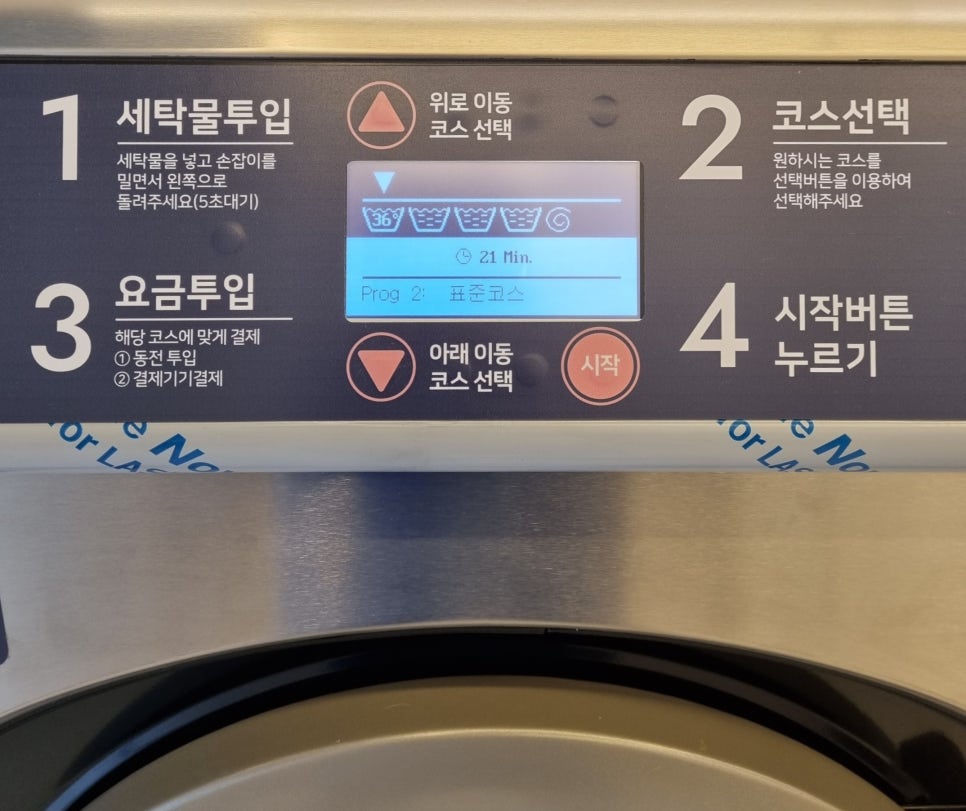 1 세탁물투입
세탁물을 넣고 손잡이를
밀면서 왼쪽으로
돌려주세요(5초대기)
위로 이동
코스 선택
2 코스선택
원하시는 코스를
선택버튼을 이용하여
선택해주세요
36°
21 Min.
Prog 2: 표준코스
3 요금투입
해당 코스에 맞게 결제
① 동전 투입
② 결제기기결제
아래 이동
코스 선택
시작
4 시작버튼
누르기
for LAS
for LAS